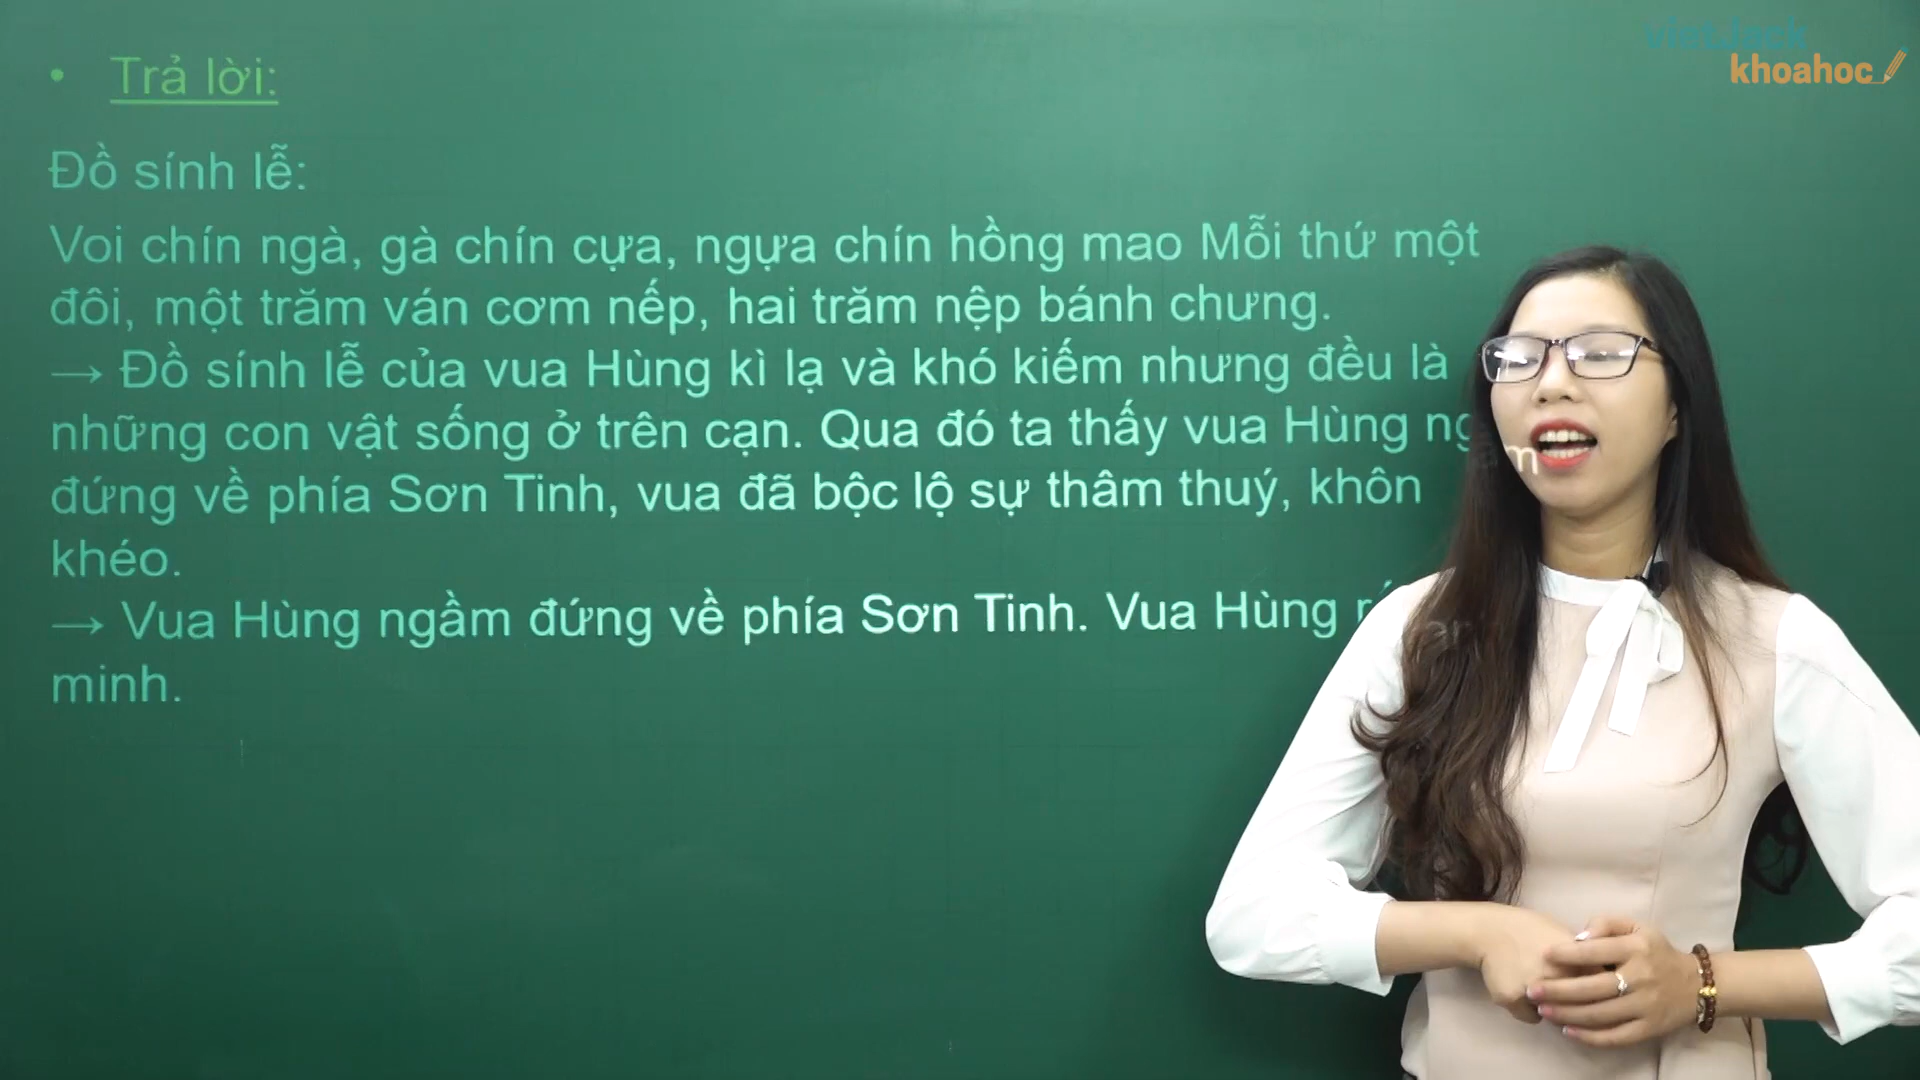 vietJack
khoahoc
• Trả lời:
Đồ sính lễ:
Voi chín ngà, gà chín cựa, ngựa chín hồng mao Mỗi thứ một
đôi, một trăm ván cơm nếp, hai trăm nệp bánh chưng.
→ Đồ sính lễ của vua Hùng kì lạ và khó kiếm nhưng đều là
những con vật sống ở trên cạn. Qua đó ta thấy vua Hùng
đứng về phía Sơn Tinh, vua đã bộc lộ sự thâm thuý, khôn
khéo.
→ Vua Hùng ngầm đứng về phía Sơn Tinh. Vua Hùng
minh.